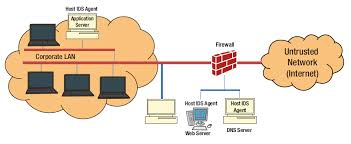 Host IDS Agent
Application
Server
Corporate LAN
Firewall
Untrusted
Network
(Internet)
Host IDS Agent
Web Server
Host IDS
Agent
DNS Server